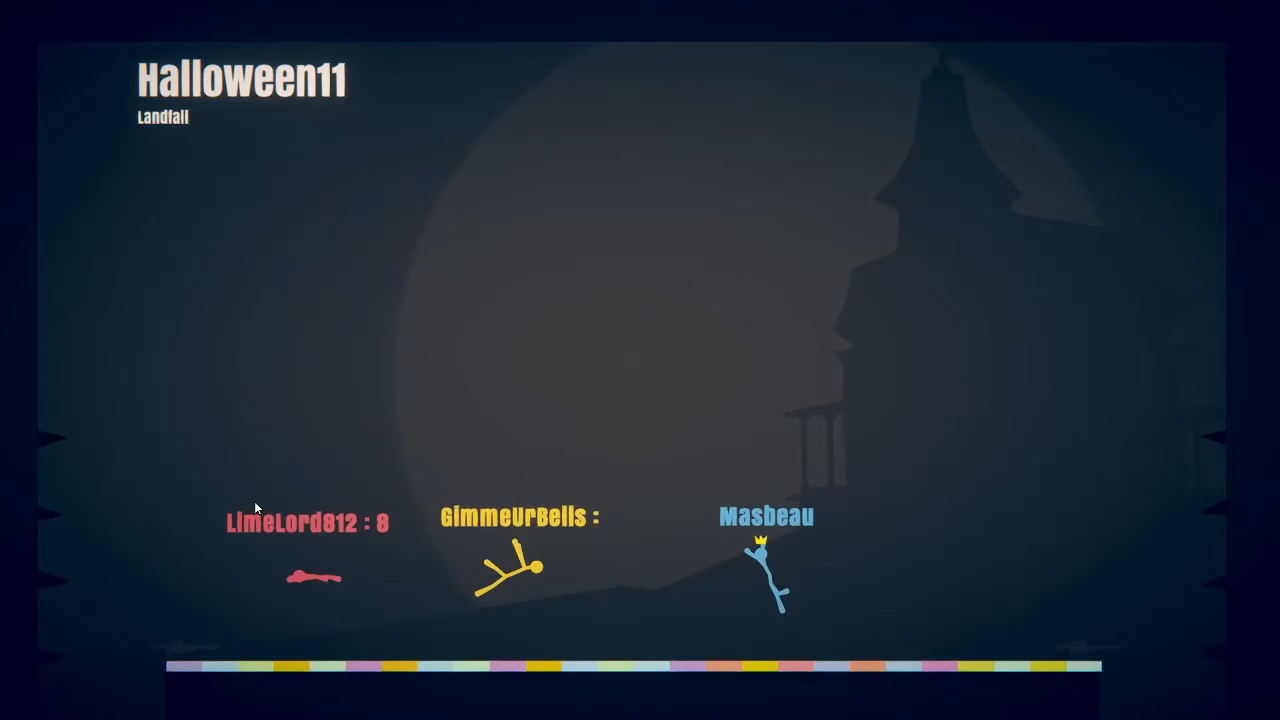 Halloween11
Landfall
LimeLord812 : 8
GimmeUrBells :
Masbeau